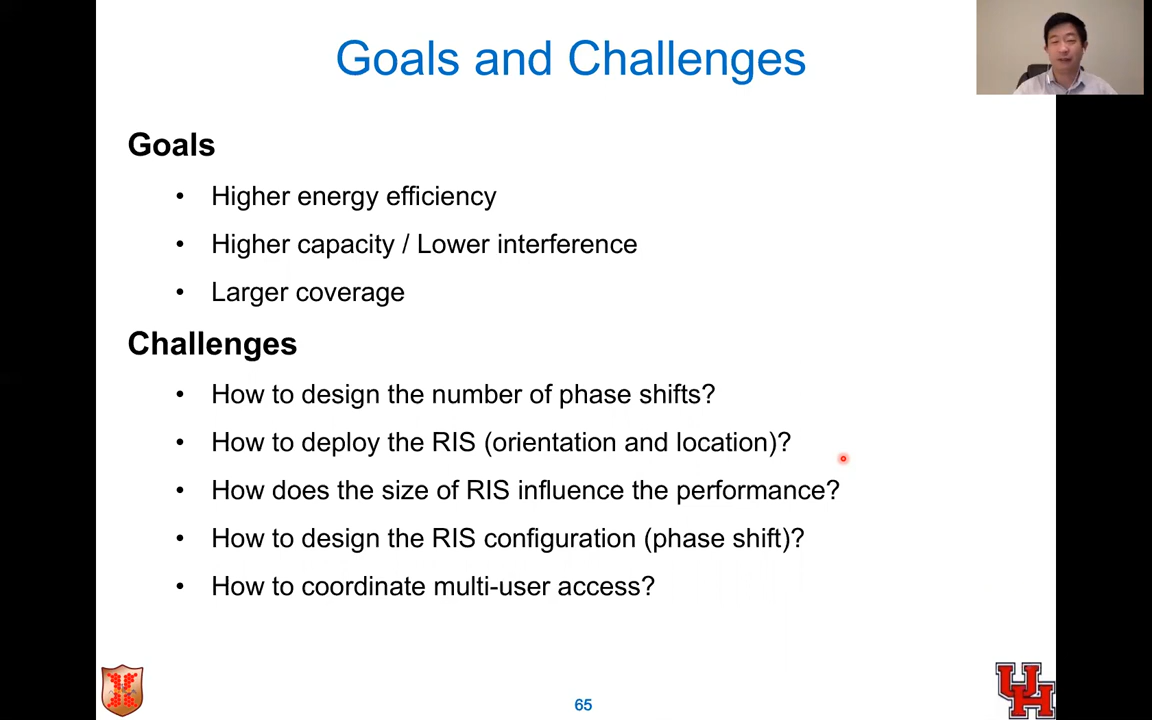 Goals and Challenges
Goals
• Higher energy efficiency
• Higher capacity / Lower interference
• Larger coverage
Challenges
• How to design the number of phase shifts?
• How to deploy the RIS (orientation and location)?
• How does the size of RIS influence the performance?
• How to design the RIS configuration (phase shift)?
• How to coordinate multi-user access?
65
UH